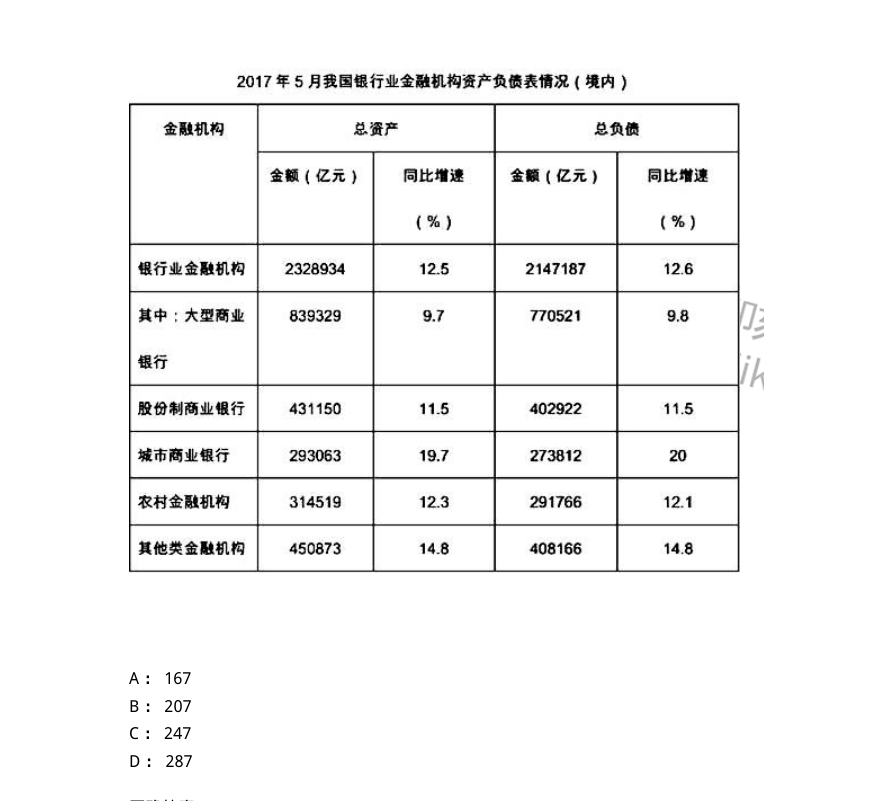 2017 年 5 月我国银行业金融机构资产负债表情况（境内）
金融机构 总资产 总负债
金额（亿元） 同比增速 金额（亿元） 同比增速
（%） （%）
银行业金融机构 2328934 12.5 2147187 12.6
其中：大型商业 839329 9.7 770521 9.8
银行
股份制商业银行 431150 11.5 402922 11.5
城市商业银行 293063 19.7 273812 20
农村金融机构 314519 12.3 291766 12.1
其他类金融机构 450873 14.8 408166 14.8
A： 167
B： 207
C： 247
D： 287